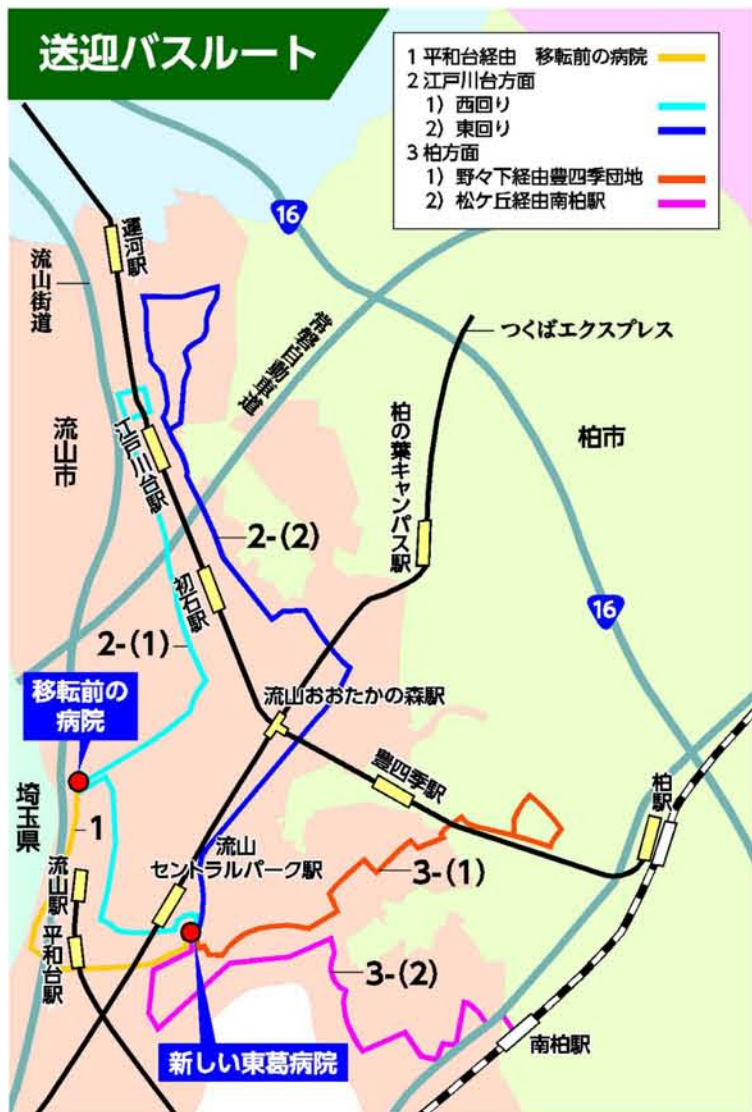 送迎バスルート
1 平和台経由 移転前の病院
2 江戸川台方面
1）西回り
2）東回り
3 柏方面
1）野々下経由豊四季団地
2）松ケ丘経由南柏駅
16
運河駅
流山街道
常磐自動車道
つくばエクスプレス
流山市
江戸川台駅
柏の葉キャンパス駅
柏市
2-(2)
初石駅
16
2-(1)
移転前の
病院
流山おおたかの森駅
豊四季駅
柏駅
埼玉県
1
流山駅
流山
セントラルパーク駅
3-(1)
平和台駅
3-(2)
南柏駅
新しい東葛病院